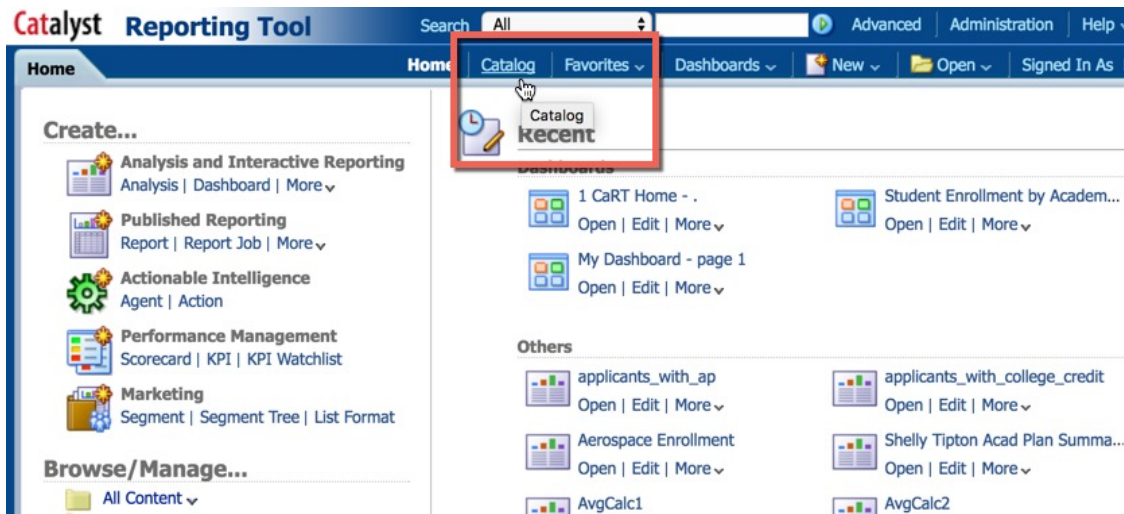 Catalyst Reporting Tool Search All Advanced Administration Help
Home Home Catalog Favorites Dashboards New Open Signed In As
Catalog
Create...
Analysis and Interactive Reporting
Analysis | Dashboard | More
Published Reporting
Report | Report Job | More
Actionable Intelligence
Agent | Action
Performance Management
Scorecard | KPI | KPI Watchlist
Marketing
Segment | Segment Tree | List Format
Browse/Manage...
All Content
Recent
Dashboards
1 CaRT Home - .
Open | Edit | More
Student Enrollment by Academ...
Open | Edit | More
My Dashboard - page 1
Open | Edit | More
Others
applicants_with_ap
Open | Edit | More
applicants_with_college_credit
Open | Edit | More
Aerospace Enrollment
Open | Edit | More
Shelly Tipton Acad Plan Summa...
Open | Edit | More
AvgCalc1
AvgCalc2